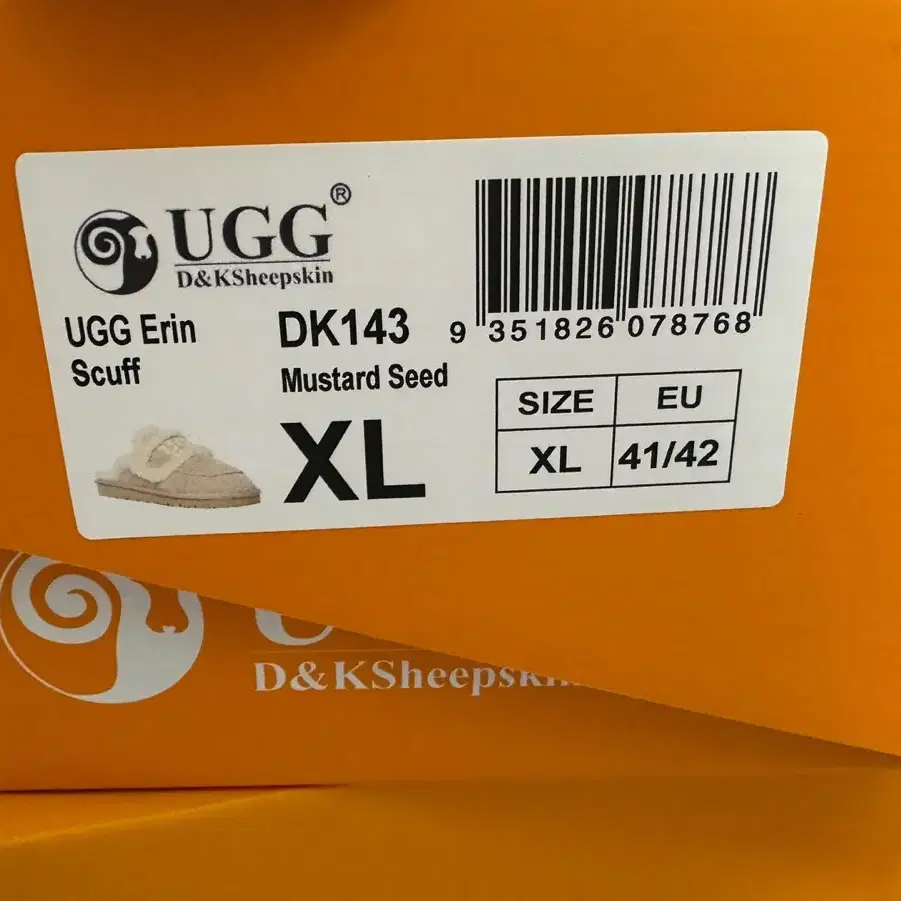 UGG®
D&KSheepskin
UGG Erin
Scuff
DK143
Mustard Seed
XL
9 351826 078768
SIZE EU
XL 41/42
D&KSheepskin